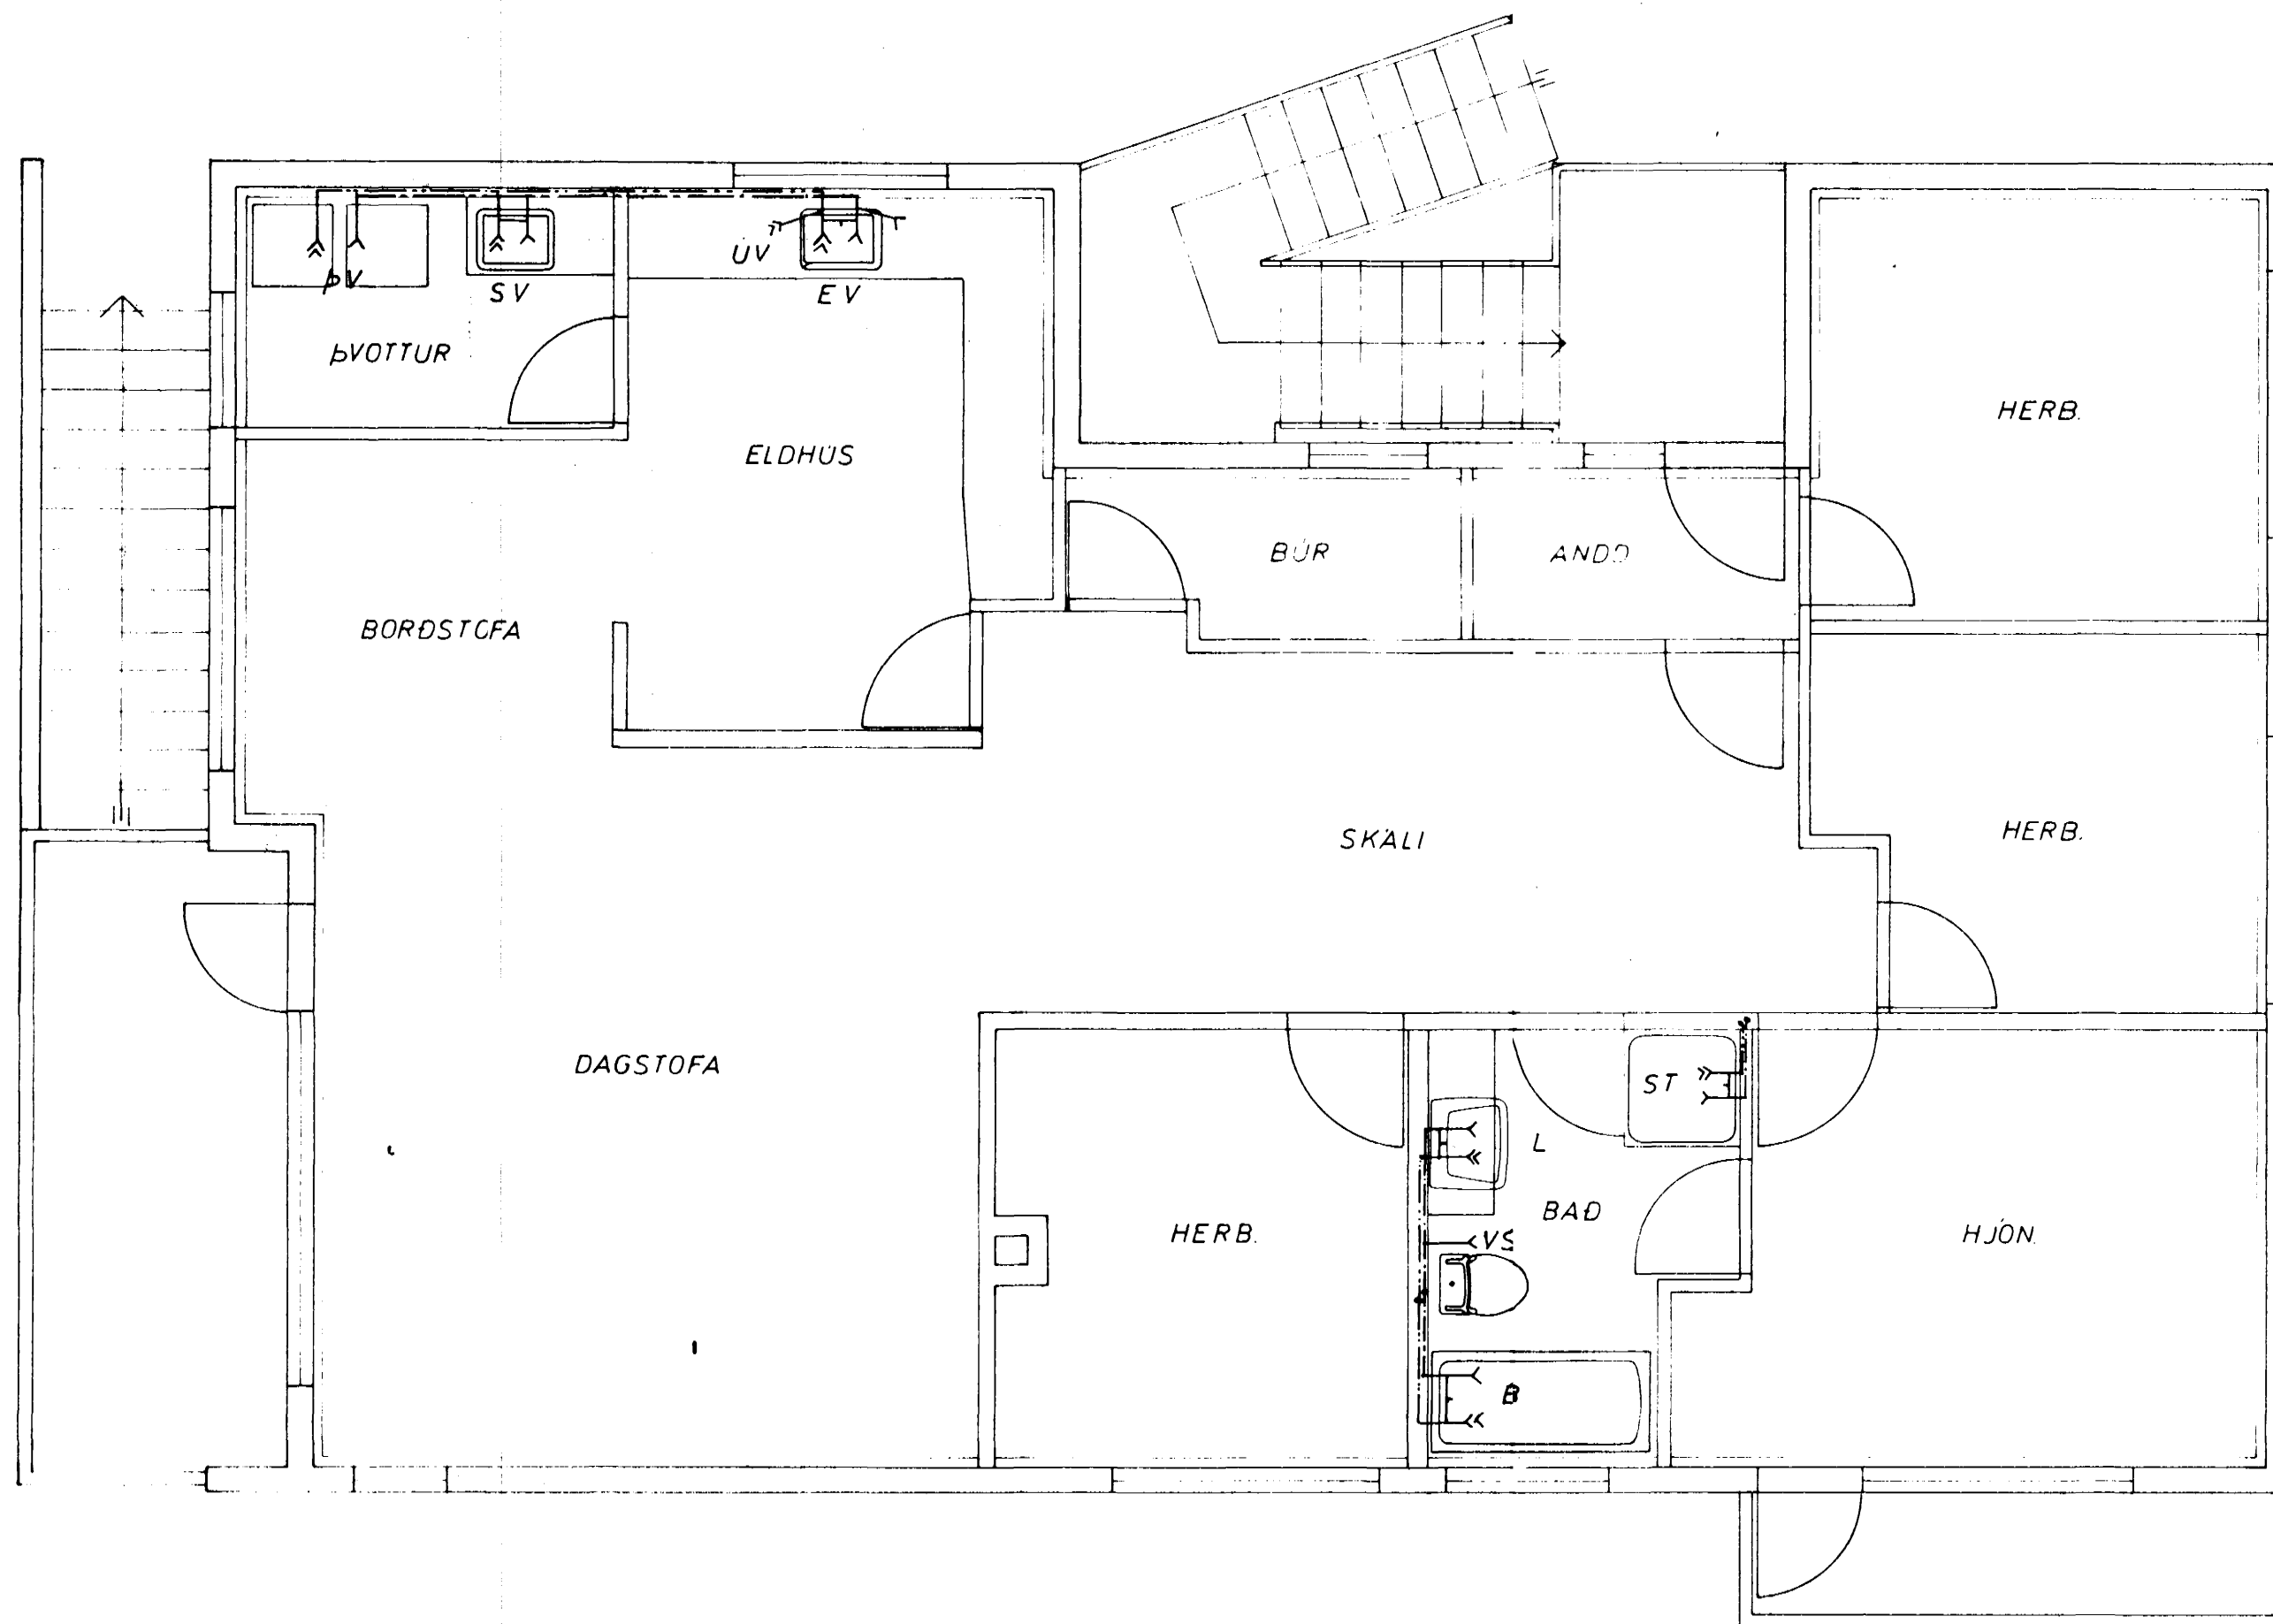 ÚV
ÞV
SV
EV
ÞVOTTUR
HERB.
ELDHÚS
BÚR
ANDD
BORÐSTOFA
SKÁLI
HERB.
DAGSTOFA
ST
L
BAÐ
HERB.
VS
HJÓN.
B